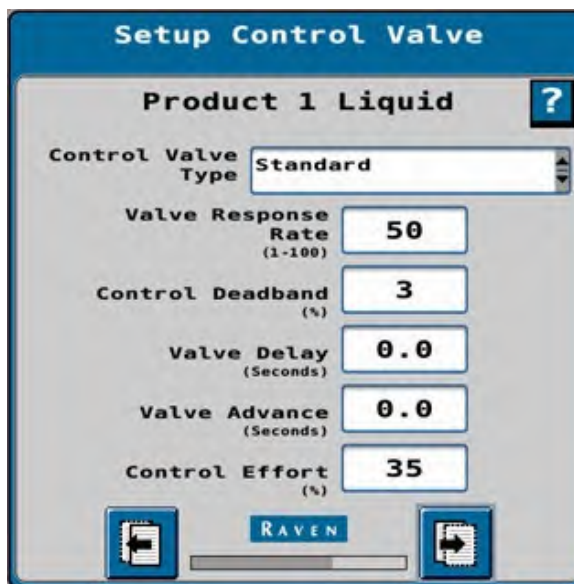 Setup Control Valve
Product 1 Liquid
?
Control Valve
Type
Standard
Valve Response
Rate
(1-100)
50
Control Deadband
(%)
3
Valve Delay
(Seconds)
0.0
Valve Advance
(Seconds)
0.0
Control Effort
(%)
35
RAVEN